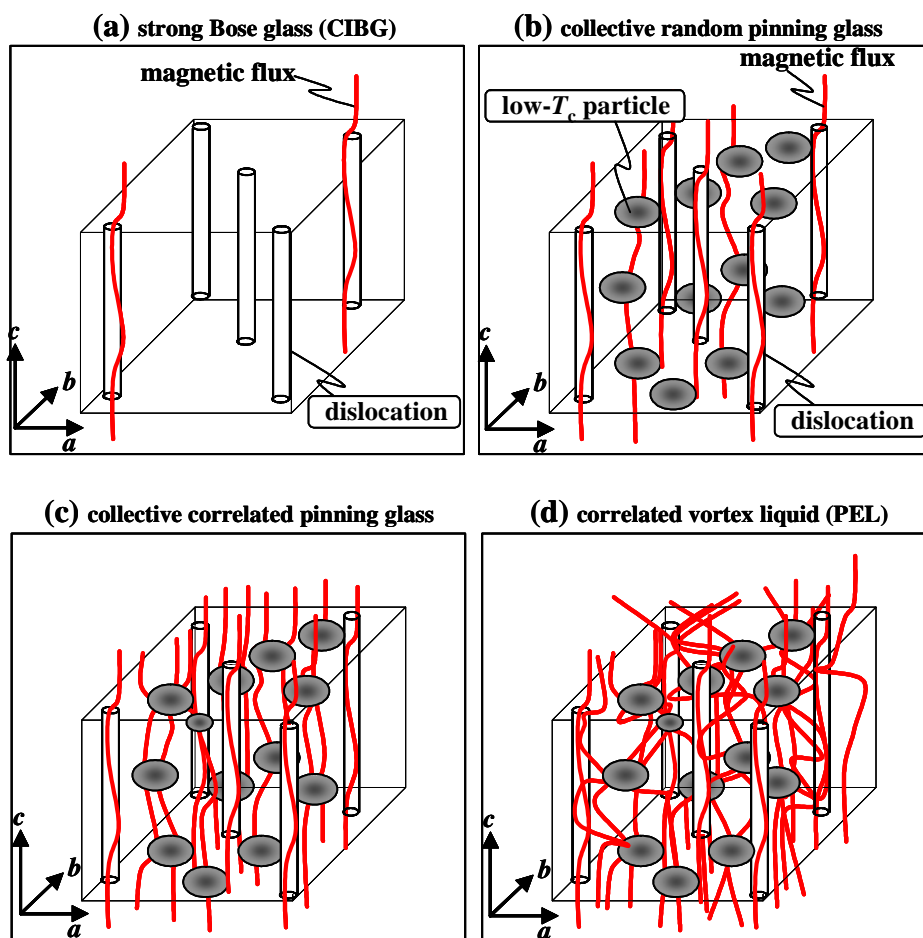 (a) strong Bose glass (CIBG)
magnetic flux
dislocation
c
b
a
(b) collective random pinning glass
magnetic flux
low-Tc particle
dislocation
c
b
a
(c) collective correlated pinning glass
c
b
a
(d) correlated vortex liquid (PEL)
c
b
a